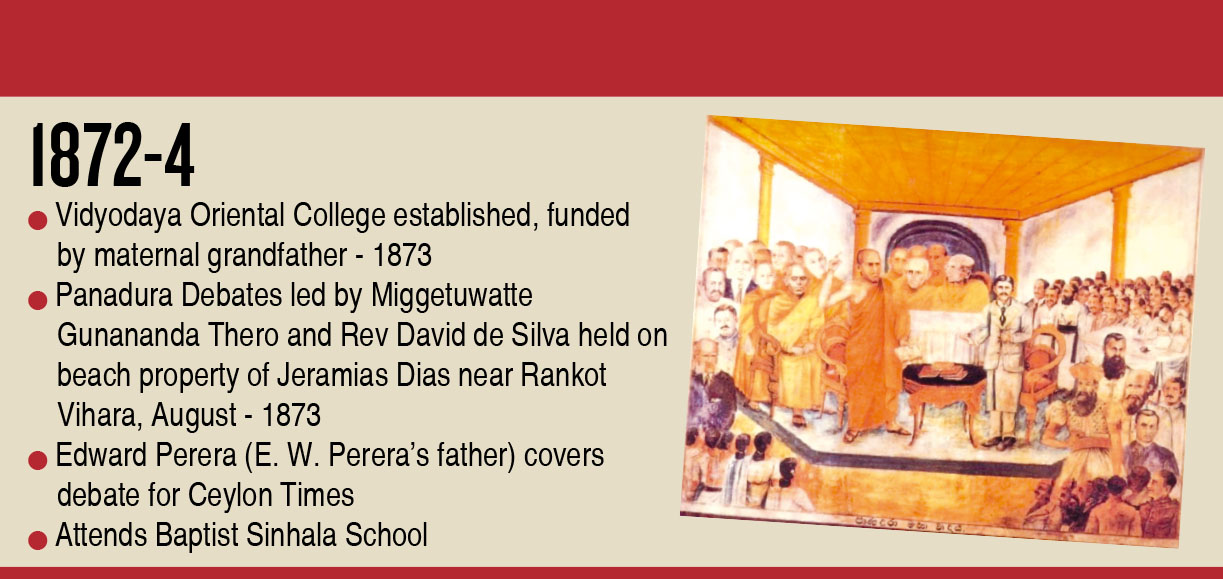 1872-4
● Vidyodaya Oriental College established, funded
by maternal grandfather - 1873
● Panadura Debates led by Miggetuwatte
Gunananda Thero and Rev David de Silva held on
beach property of Jeramias Dias near Rankot
Vihara, August - 1873
● Edward Perera (E. W. Perera’s father) covers
debate for Ceylon Times
● Attends Baptist Sinhala School